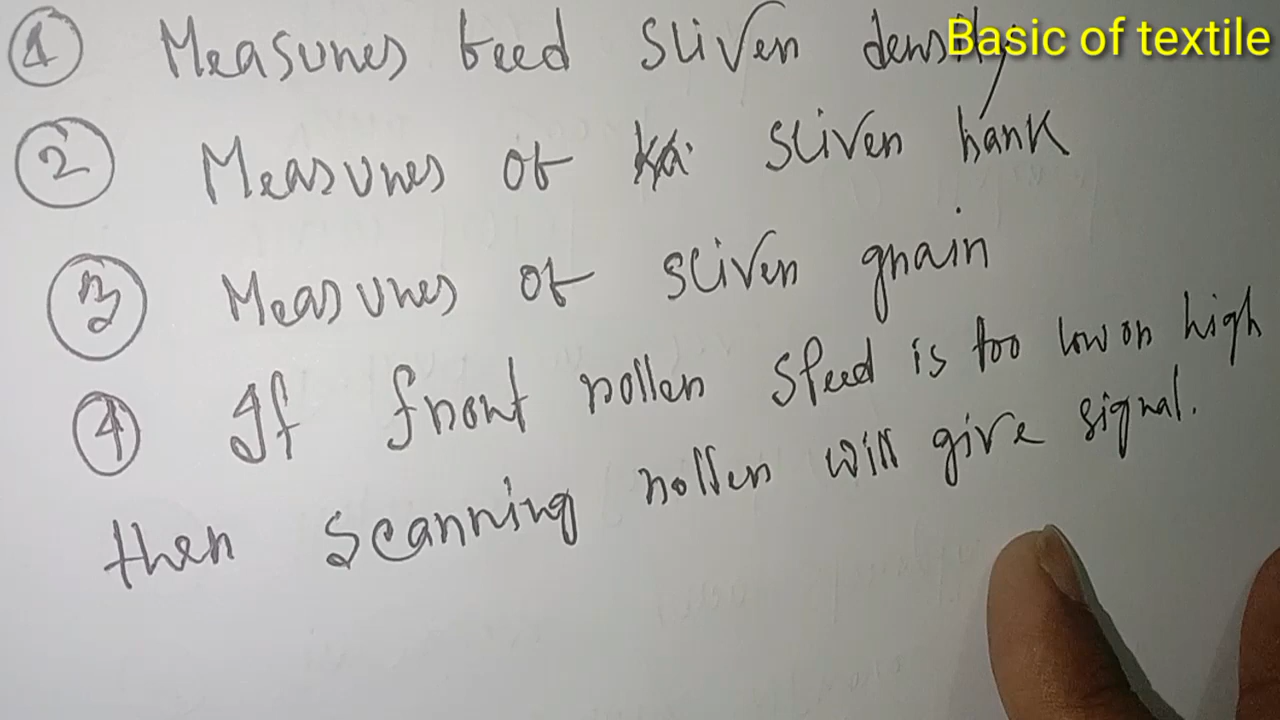 Basic of textile
① Measures feed sliver density
② Measures of sliver hank
③ Measures of sliver grain
④ If front roller speed is too low or high
then scanning roller will give signal.